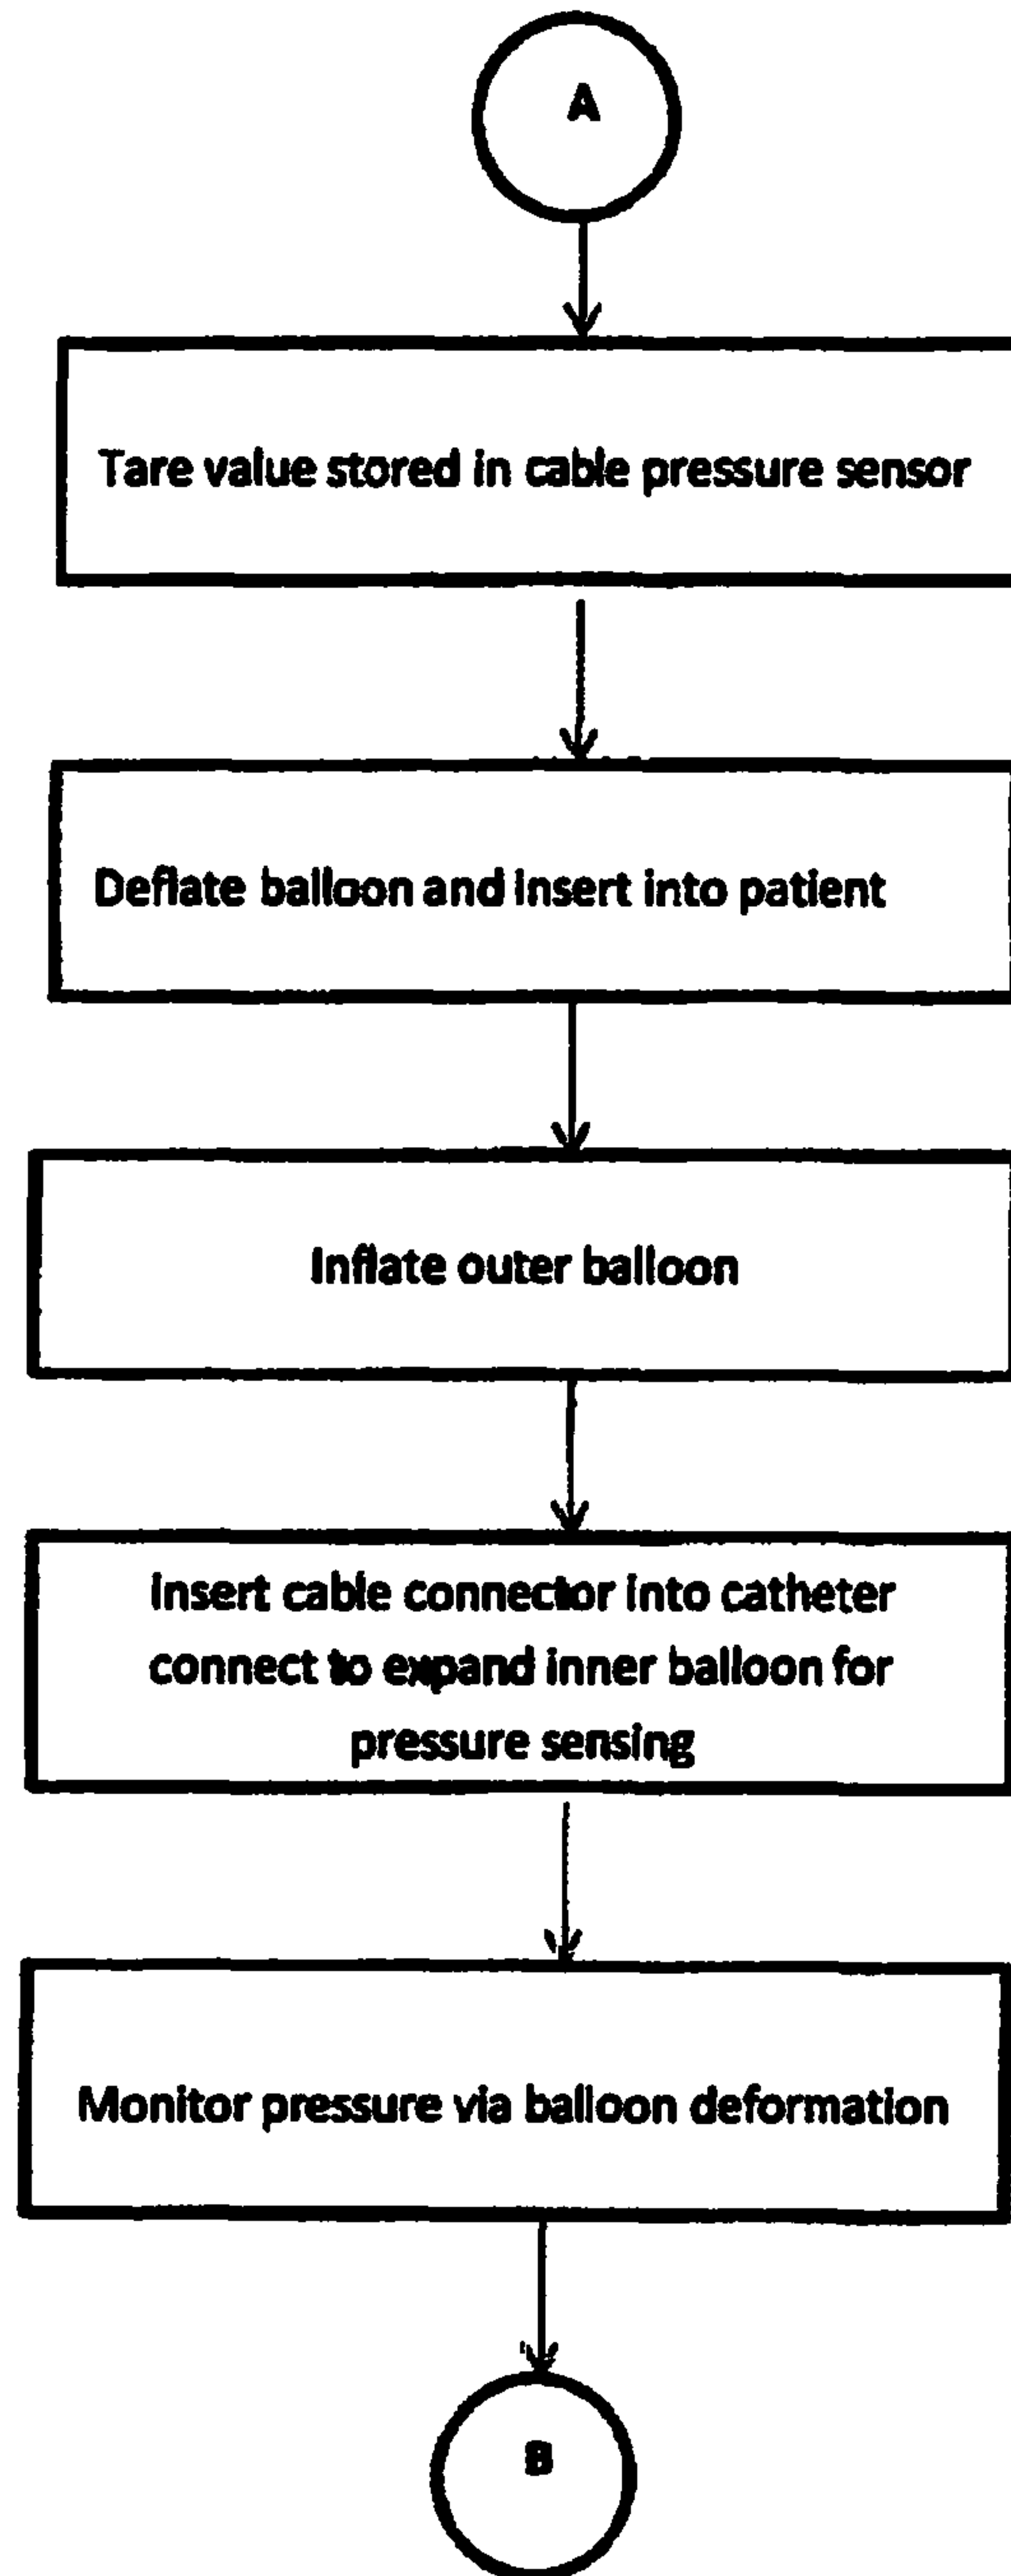 A
Tare value stored in cable pressure sensor
Deflate balloon and insert into patient
Inflate outer balloon
Insert cable connector into catheter
connect to expand inner balloon for
pressure sensing
Monitor pressure via balloon deformation
B